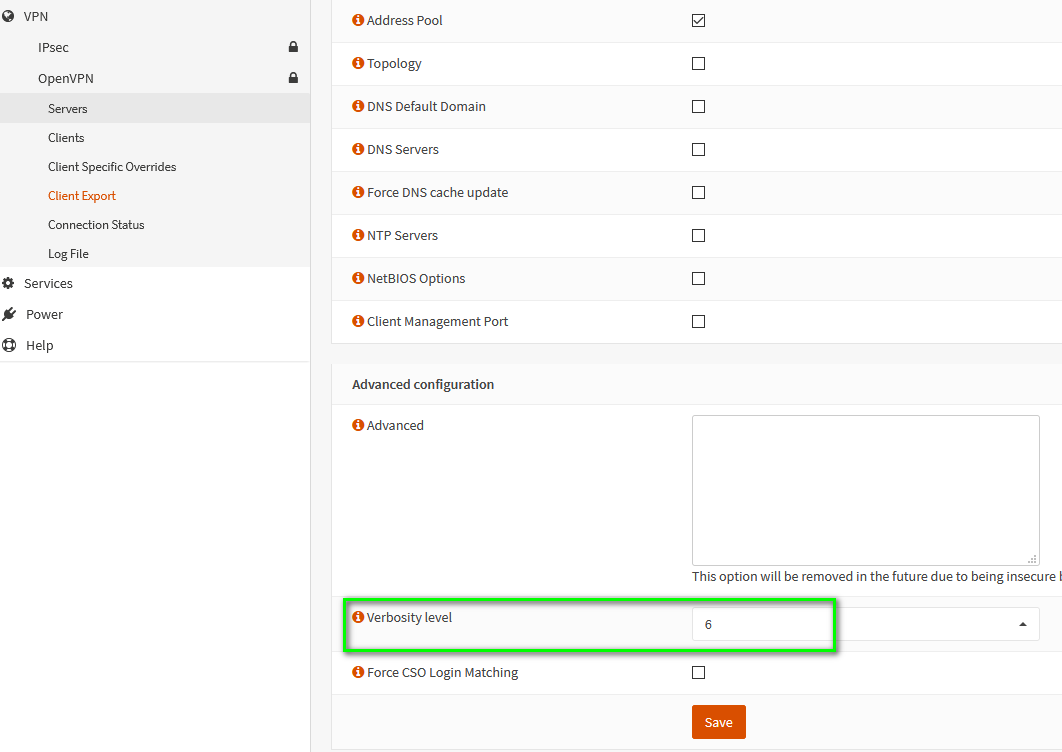 VPN
IPsec
OpenVPN
Servers
Clients
Client Specific Overrides
Client Export
Connection Status
Log File
Services
Power
Help
Address Pool
Topology
DNS Default Domain
DNS Servers
Force DNS cache update
NTP Servers
NetBIOS Options
Client Management Port
Advanced configuration
Advanced
This option will be removed in the future due to being insecure
Verbosity level 6
Force CSO Login Matching
Save